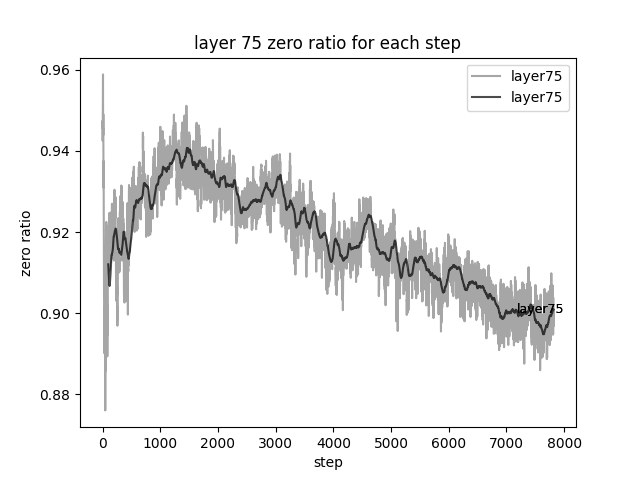 layer 75 zero ratio for each step
layer75
layer75
zero ratio
0.96
0.94
0.92
0.90
0.88
layer75
0 1000 2000 3000 4000 5000 6000 7000 8000
step